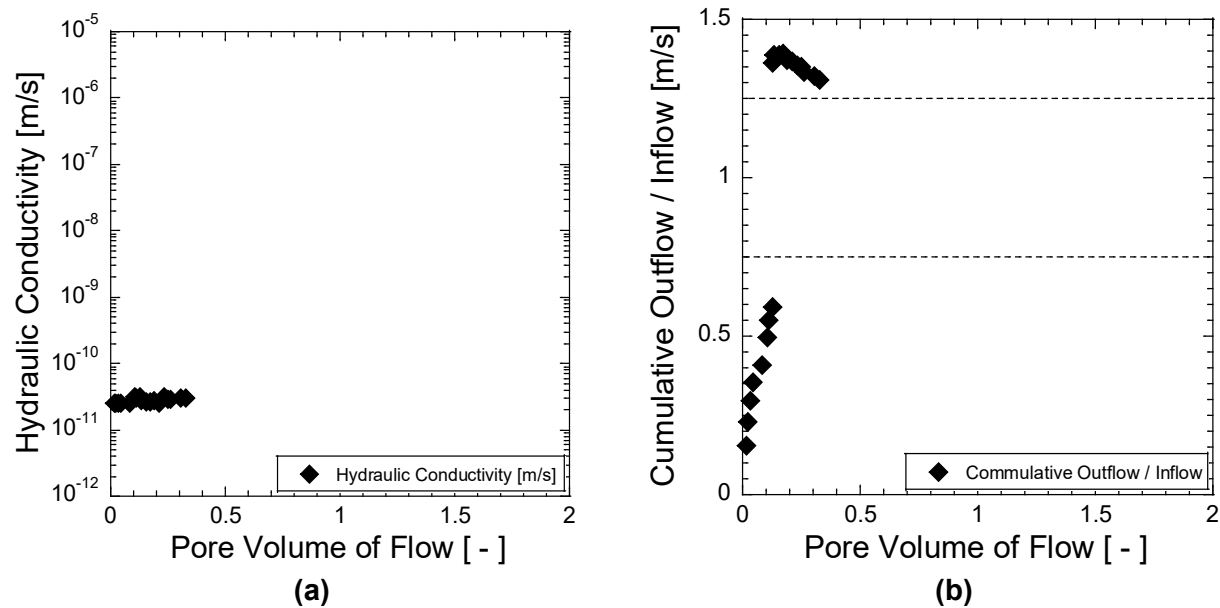 Hydraulic Conductivity [m/s]
10-5
10-6
10-7
10-8
10-9
10-10
10-11
10-12
Hydraulic Conductivity [m/s]
0 0.5 1 1.5 2
Pore Volume of Flow [ - ]
(a)
Cumulative Outflow / Inflow [m/s]
1.5
1
0.5
0
Commulative Outflow / Inflow
0 0.5 1 1.5 2
Pore Volume of Flow [ - ]
(b)